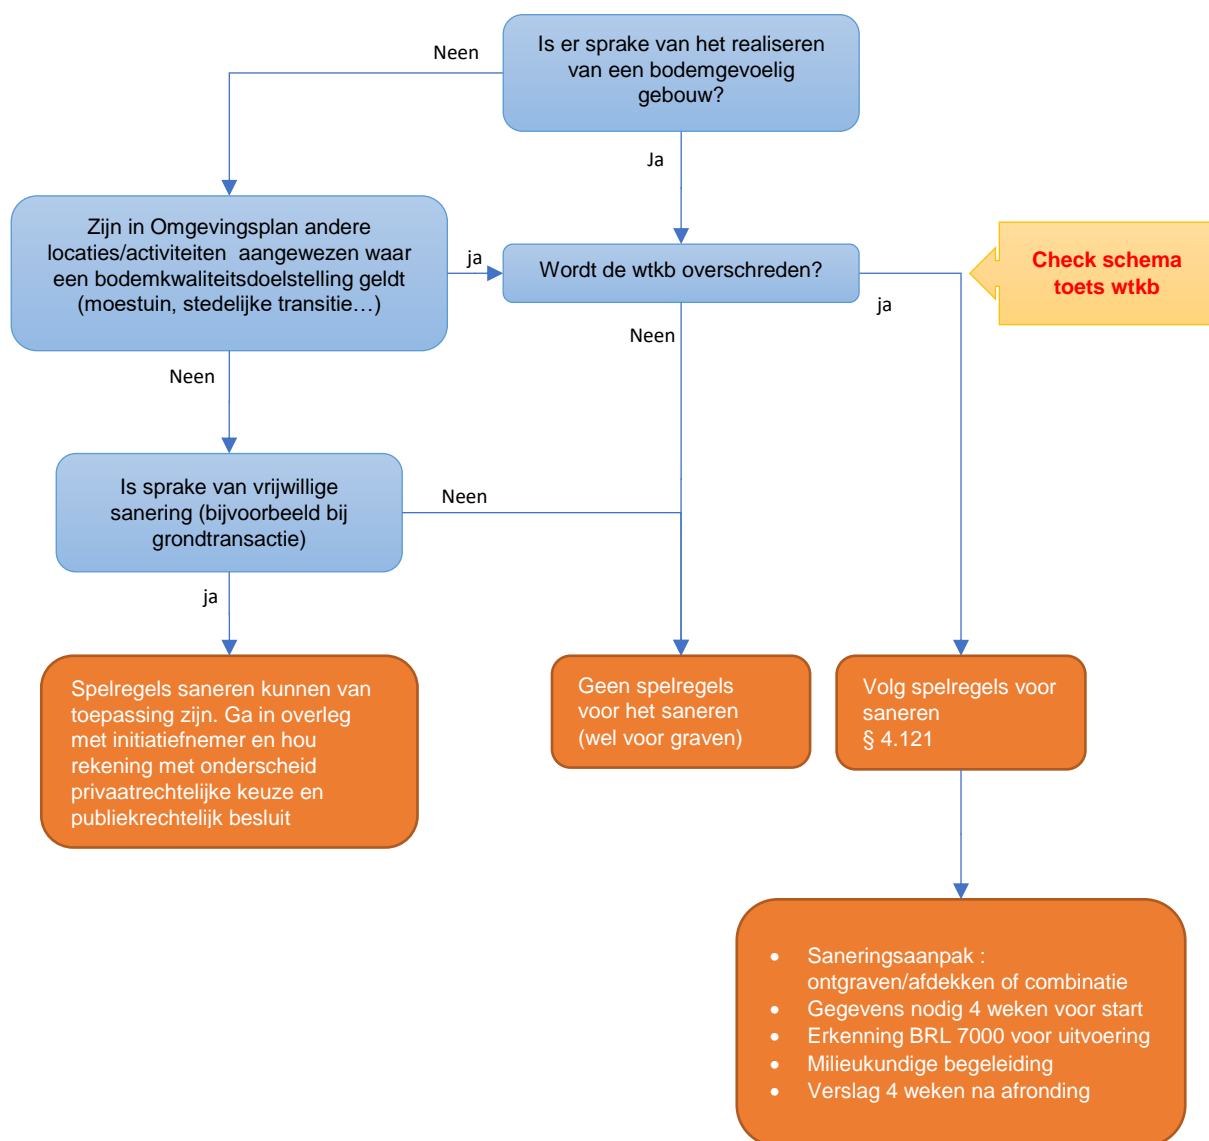 Is er sprake van het realiseren
van een bodemgevoelig
gebouw?
Neen
Ja
Zijn in Omgevingsplan andere
locaties/activiteiten aangewezen waar
een bodemkwaliteitsdoelstelling geldt
(moestuin, stedelijke transitie…)
ja
Wordt de wtkb overschreden?
ja
Check schema
toets wtkb
Neen
Neen
Is sprake van vrijwillige
sanering (bijvoorbeeld bij
grondtransactie)
Neen
ja
Spelregels saneren kunnen van
toepassing zijn. Ga in overleg
met initiatiefnemer en hou
rekening met onderscheid
privaatrechtelijke keuze en
publiekrechtelijk besluit
Geen spelregels
voor het saneren
(wel voor graven)
Volg spelregels voor
saneren
§ 4.121
• Saneringsaanpak :
ontgraven/afdekken of combinatie
• Gegevens nodig 4 weken voor start
• Erkenning BRL 7000 voor uitvoering
• Milieukundige begeleiding
• Verslag 4 weken na afronding